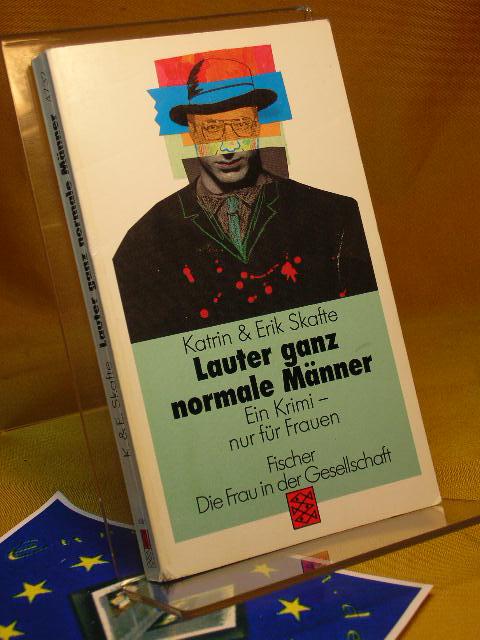 Katrin & Erik Skafte
Lauter ganz
normale Männer
Ein Krimi –
nur für Frauen
Fischer
Die Frau in der Gesellschaft
K & E. Skafte Lauter ganz normale Männer